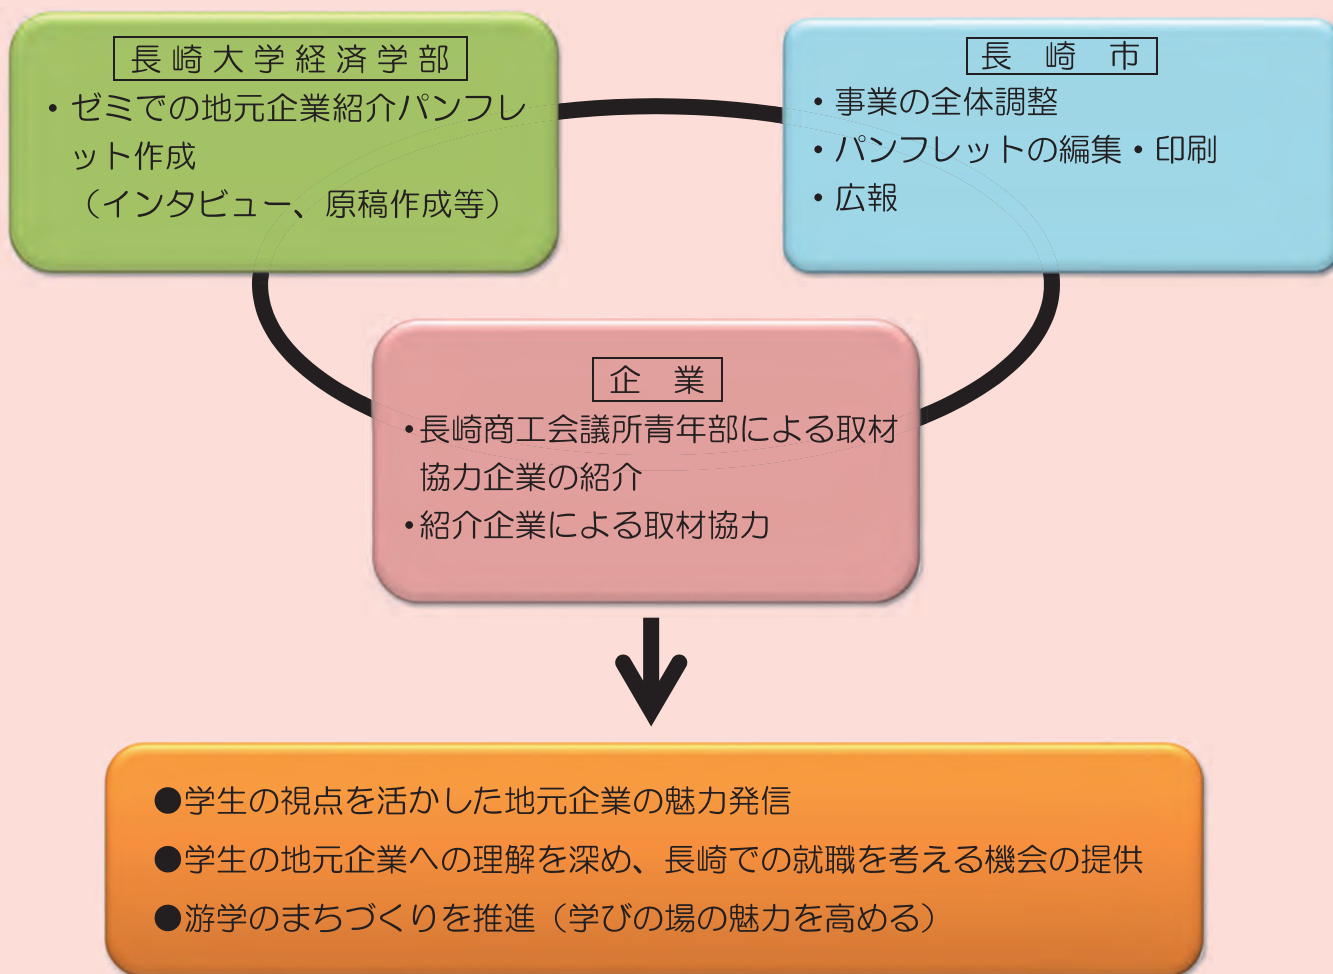 長崎大学経済学部
・ゼミでの地元企業紹介パンフレ
ット作成
（インタビュー、原稿作成等）
長　崎　市
・事業の全体調整
・パンフレットの編集・印刷
・広報
企　業
・長崎商工会議所青年部による取材
協力企業の紹介
・紹介企業による取材協力
●学生の視点を活かした地元企業の魅力発信
●学生の地元企業への理解を深め、長崎での就職を考える機会の提供
●游学のまちづくりを推進（学びの場の魅力を高める）